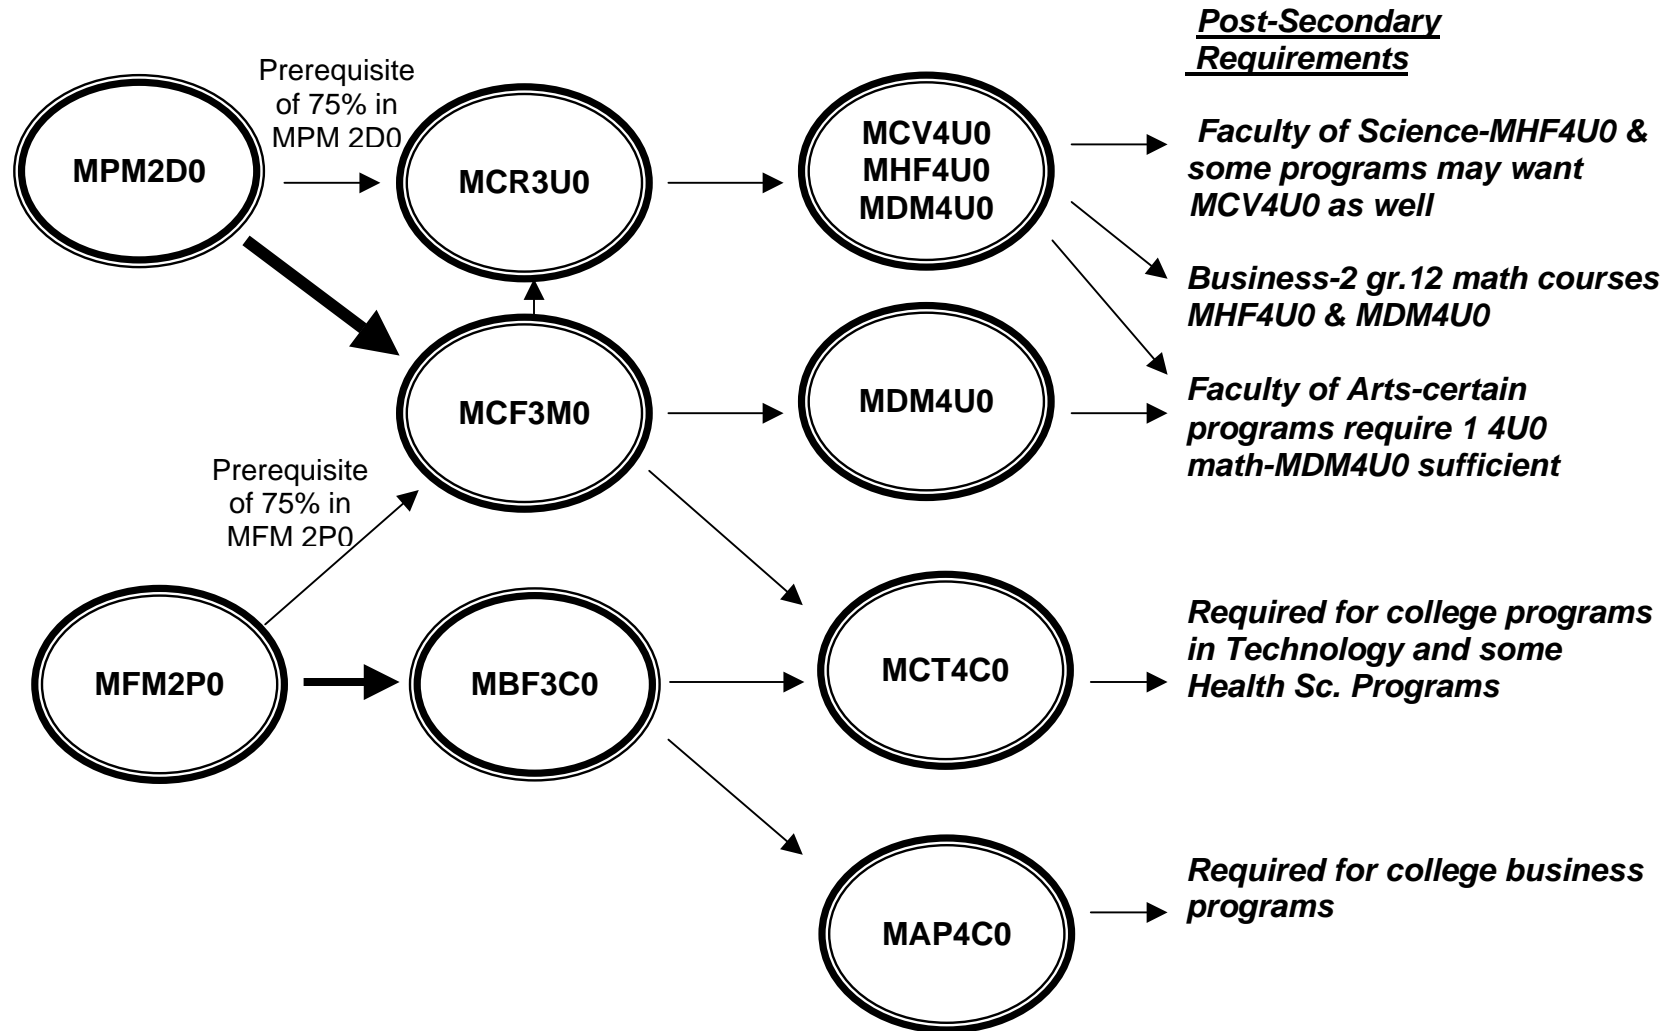 Post-Secondary
Requirements
Prerequisite
of 75% in
MPM 2D0
MPM2D0
MCR3U0
MCV4U0
MHF4U0
MDM4U0
Faculty of Science-MHF4U0 &
some programs may want
MCV4U0 as well
Business-2 gr.12 math courses
MHF4U0 & MDM4U0
MCF3M0
MDM4U0
Faculty of Arts-certain
programs require 1 4U0
math-MDM4U0 sufficient
Prerequisite
of 75% in
MFM 2P0
MFM2P0
MBF3C0
MCT4C0
Required for college programs
in Technology and some
Health Sc. Programs
MAP4C0
Required for college business
programs